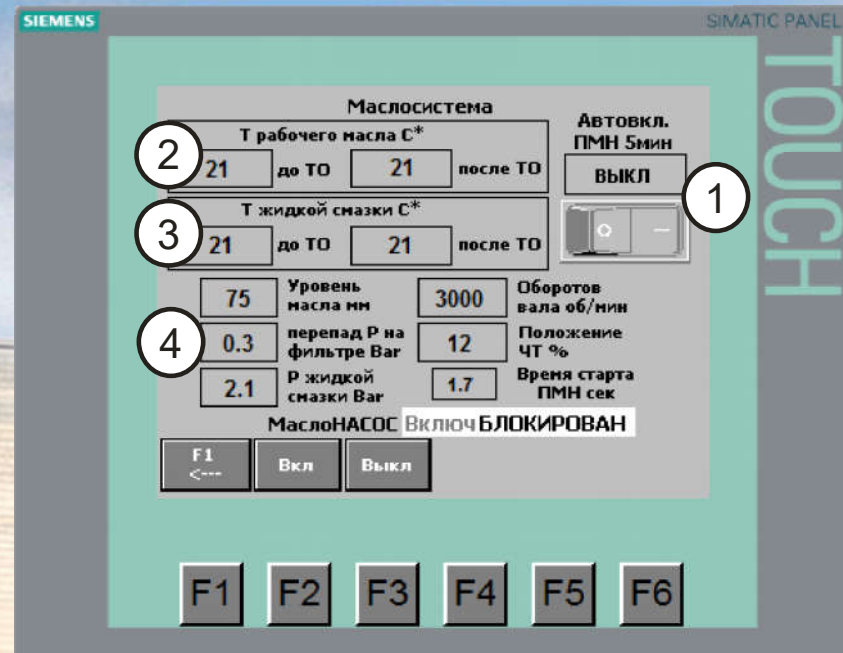 SIEMENS
SIMATIC PANEL
TOUCH
Маслосистема
Т рабочего масла С*
2
21 до ТО 21 после ТО
Автовкл.
ПМН 5мин
ВЫКЛ
1
O —
Т жидкой смазки С*
3
21 до ТО 21 после ТО
75 Уровень
масла мм
3000 Оборотов
вала об/мин
4
0.3 перепад Р на
фильтре Bar
12 Положение
ЧТ %
2.1 Р жидкой
смазки Bar
1.7 Время старта
ПМН сек
МаслоНАСОС Включ БЛОКИРОВАН
F1
<---
Вкл
Выкл
F1 F2 F3 F4 F5 F6